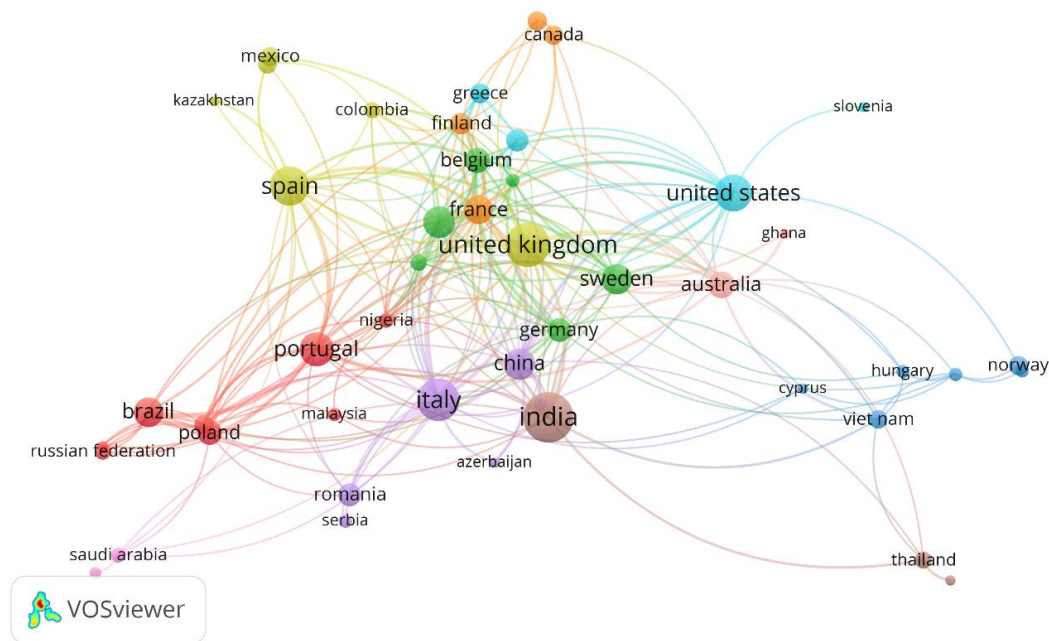 canada
mexico
greece
kazakhstan
colombia
slovenia
finland
belgium
spain
united states
france
ghana
united kingdom
sweden
australia
nigeria
germany
portugal
china
norway
hungary
cyprus
italy
brazil
malaysia
india
viet nam
poland
russian federation
azerbaijan
romania
serbia
saudi arabia
thailand
VOSviewer